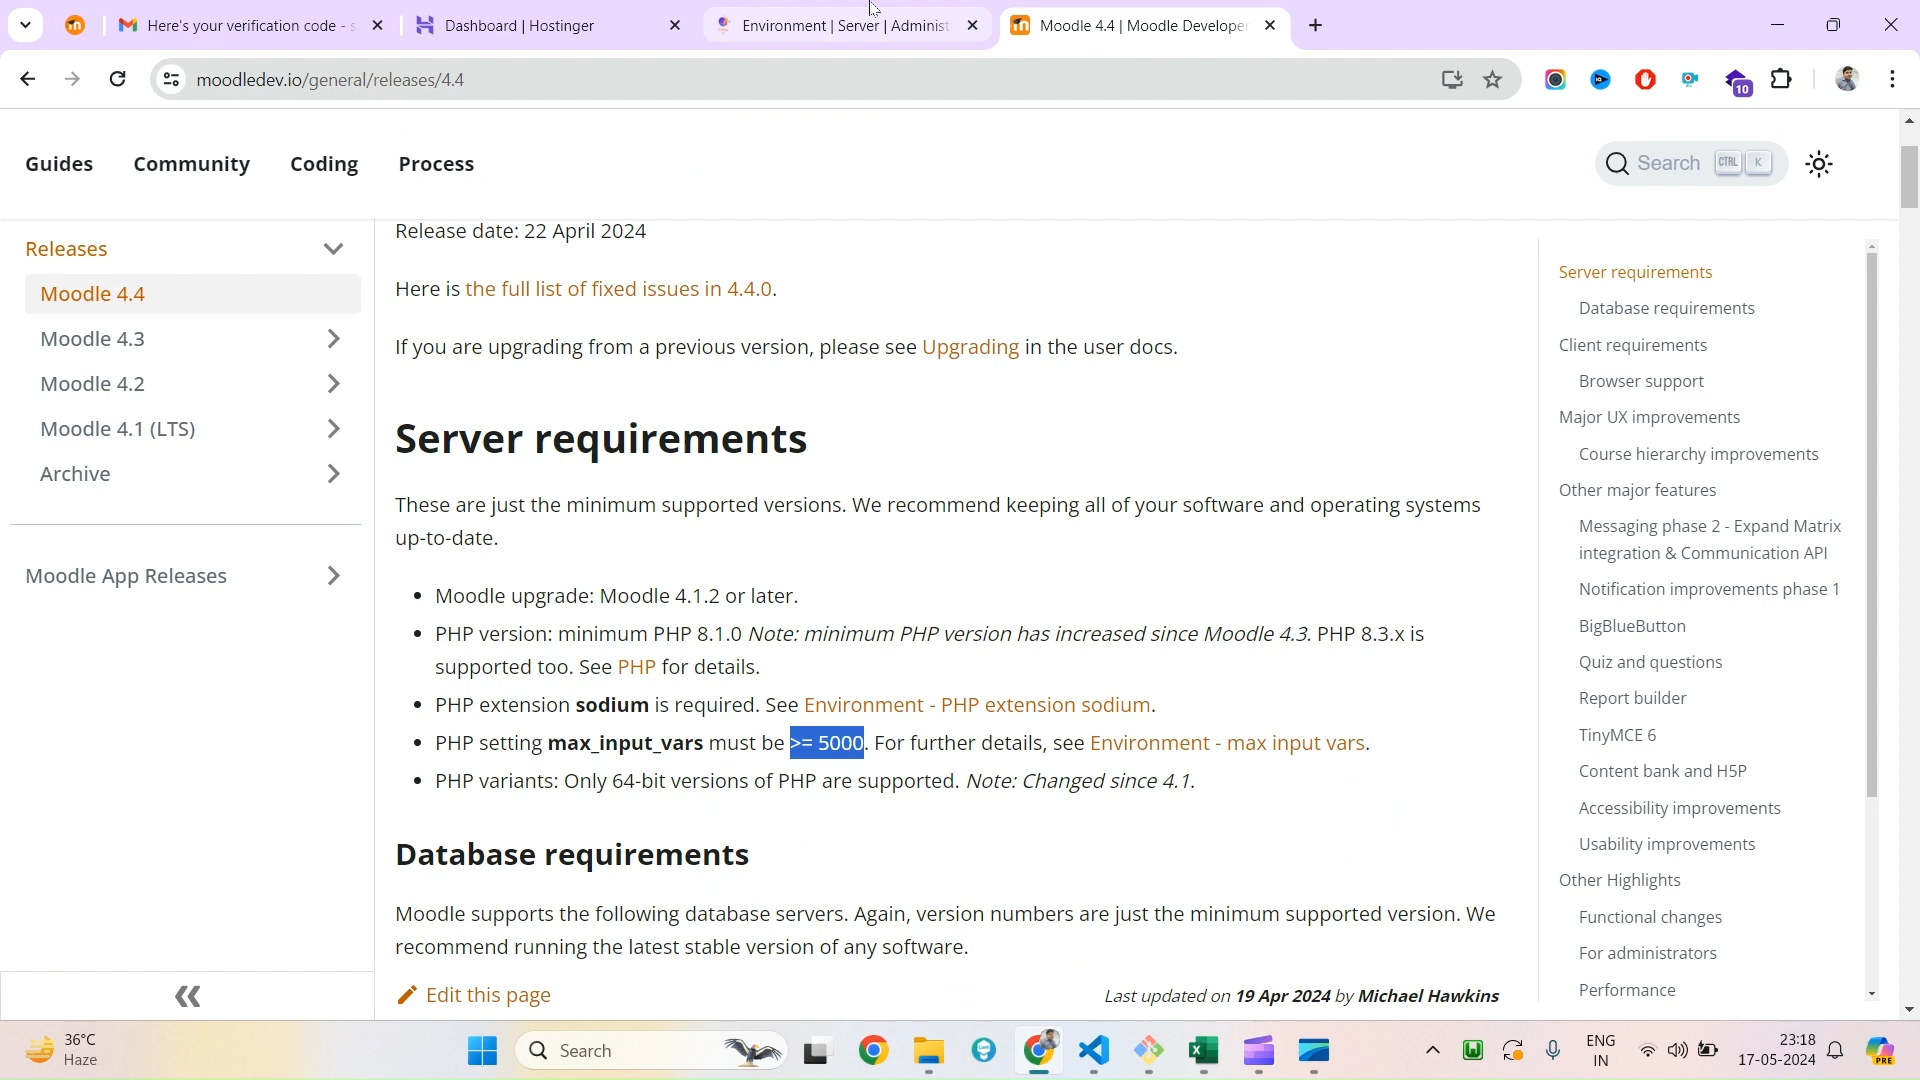 Here's your verification code - s
Dashboard | Hostinger
Environment | Server | Administ
Moodle 4.4 | Moodle Develope
moodledev.io/general/releases/4.4
10
Guides
Community
Coding
Process
Search
CTRL
K
Releases
Moodle 4.4
Moodle 4.3
Moodle 4.2
Moodle 4.1 (LTS)
Archive
Moodle App Releases
Release date: 22 April 2024
Here is the full list of fixed issues in 4.4.0.
If you are upgrading from a previous version, please see Upgrading in the user docs.
Server requirements
These are just the minimum supported versions. We recommend keeping all of your software and operating systems
up-to-date.
Moodle upgrade: Moodle 4.1.2 or later.
PHP version: minimum PHP 8.1.0 Note: minimum PHP version has increased since Moodle 4.3. PHP 8.3.x is
supported too. See PHP for details.
PHP extension sodium is required. See Environment - PHP extension sodium.
PHP setting max_input_vars must be >= 5000. For further details, see Environment - max input vars.
PHP variants: Only 64-bit versions of PHP are supported. Note: Changed since 4.1.
Database requirements
Moodle supports the following database servers. Again, version numbers are just the minimum supported version. We
recommend running the latest stable version of any software.
Edit this page
Last updated on 19 Apr 2024 by Michael Hawkins
Server requirements
Database requirements
Client requirements
Browser support
Major UX improvements
Course hierarchy improvements
Other major features
Messaging phase 2 - Expand Matrix
integration & Communication API
Notification improvements phase 1
BigBlueButton
Quiz and questions
Report builder
TinyMCE 6
Content bank and H5P
Accessibility improvements
Usability improvements
Other Highlights
Functional changes
For administrators
Performance
36°C
Haze
Search
ENG
IN
23:18
17-05-2024
PRE